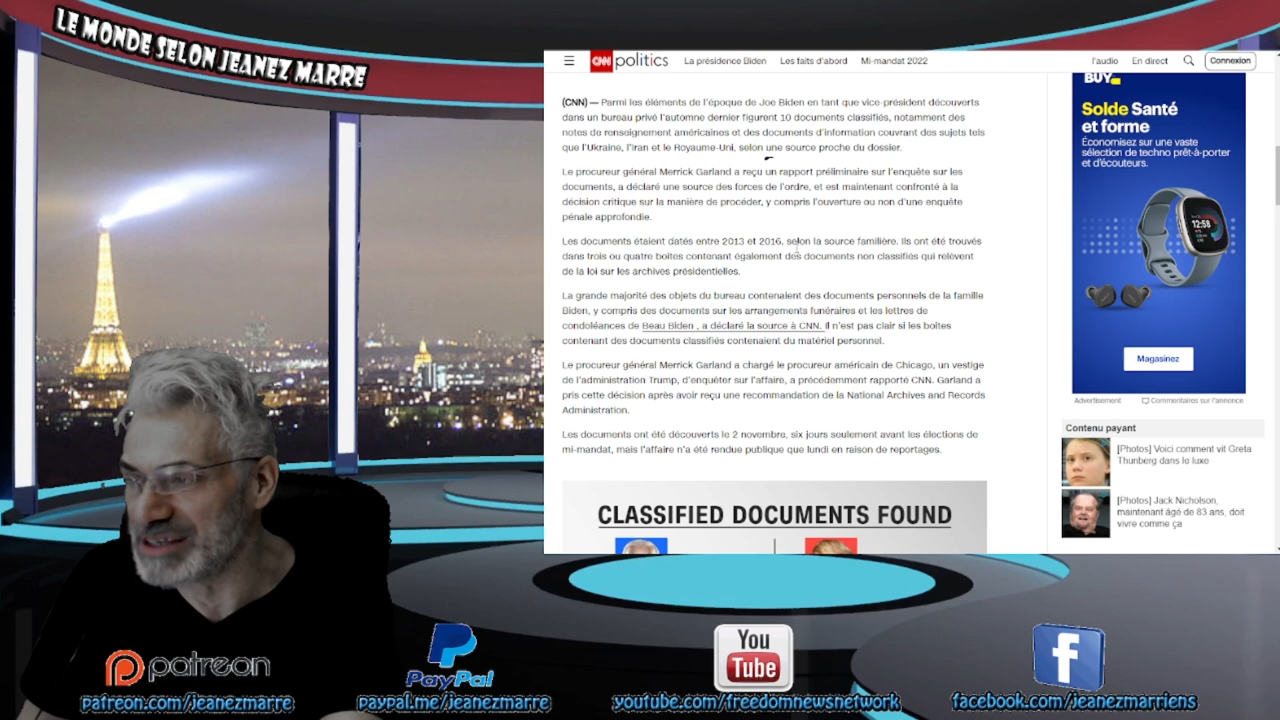 LE MONDE SELON JEANEZ MARRE
CNN politics La présidence Biden Les faits d'abord Mi-mandat 2022 l'audio En direct Connexion
(CNN) — Parmi les éléments de l'époque de Joe Biden en tant que vice-président découverts
dans un bureau privé l'automne dernier figurent 10 documents classifiés, notamment des
notes de renseignement américaines et des documents d'information couvrant des sujets tels
que l'Ukraine, l'Iran et le Royaume-Uni, selon une source proche du dossier.
Le procureur général Merrick Garland a reçu un rapport préliminaire sur l'enquête sur les
documents, a déclaré une source des forces de l'ordre, et est maintenant confronté à la
décision critique sur la manière de procéder, y compris l'ouverture ou non d'une enquête
pénale approfondie.
Les documents étaient datés entre 2013 et 2016, selon la source familière. Ils ont été trouvés
dans trois ou quatre boîtes contenant également des documents non classifiés qui relèvent
de la loi sur les archives présidentielles.
La grande majorité des objets du bureau contenaient des documents personnels de la famille
Biden, y compris des documents sur les arrangements funéraires et les lettres de
condoléances de Beau Biden , a déclaré la source à CNN. Il n'est pas clair si les boîtes
contenant des documents classifiés contenaient du matériel personnel.
Le procureur général Merrick Garland a chargé le procureur américain de Chicago, un vestige
de l'administration Trump, d'enquêter sur l'affaire, a précédemment rapporté CNN. Garland a
pris cette décision après avoir reçu une recommandation de la National Archives and Records
Administration.
Les documents ont été découverts le 2 novembre, six jours seulement avant les élections de
mi-mandat, mais l'affaire n'a été rendue publique que lundi en raison de reportages.
CLASSIFIED DOCUMENTS FOUND
BUY
Solde Santé
et forme
Économisez sur une vaste
sélection de techno prêt-à-porter
et d'écouteurs.
12:58
Magasinez
Advertisement Commentaires sur l'annonce
Contenu payant
[Photos] Voici comment vit Greta
Thunberg dans le luxe
[Photos] Jack Nicholson,
maintenant âgé de 83 ans, doit
vivre comme ça
patreon
patreon.com/jeanezmarre
PayPal
paypal.me/jeanezmarre
You
Tube
youtube.com/freedomnewsnetwork
f
facebook.com/jeanezmarriens